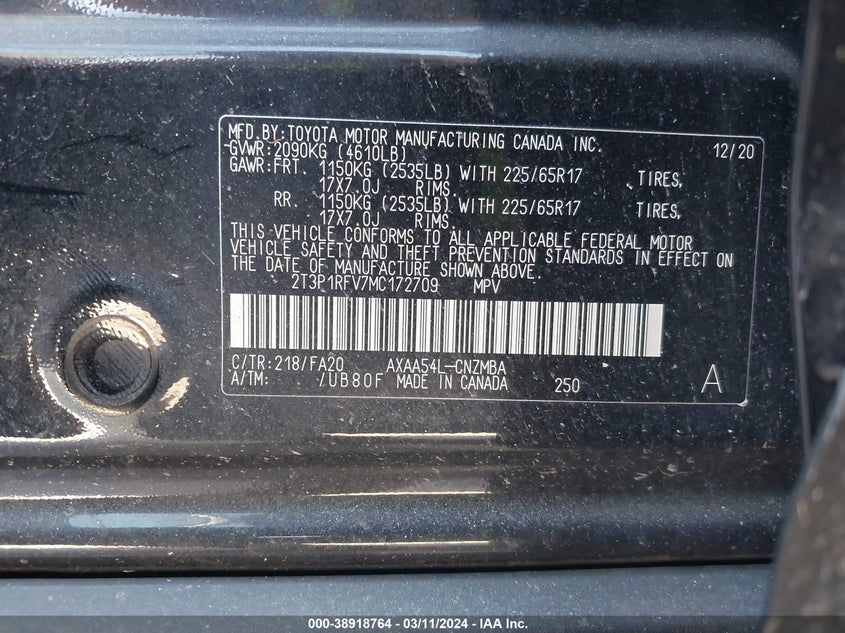 MFD.BY:TOYOTA MOTOR MANUFACTURING CANADA INC. 12/20
GVWR:2090KG (4610LB)
GAWR:FRT. 1150KG (2535LB) WITH 225/65R17 TIRES,
17X7.0J RIMS.
RR. 1150KG (2535LB) WITH 225/65R17 TIRES,
17X7.0J RIMS.
THIS VEHICLE CONFORMS TO ALL APPLICABLE FEDERAL MOTOR
VEHICLE SAFETY AND THEFT PREVENTION STANDARDS IN EFFECT ON
THE DATE OF MANUFACTURE SHOWN ABOVE.
2T3P1RFV7MC172709 MPV
C/TR:218/FA20 AXAA54L-CNZMBA
A/TM: /UB80F MADE IN CANADA 250 A
000-38918764 - 03/11/2024 - IAA Inc.